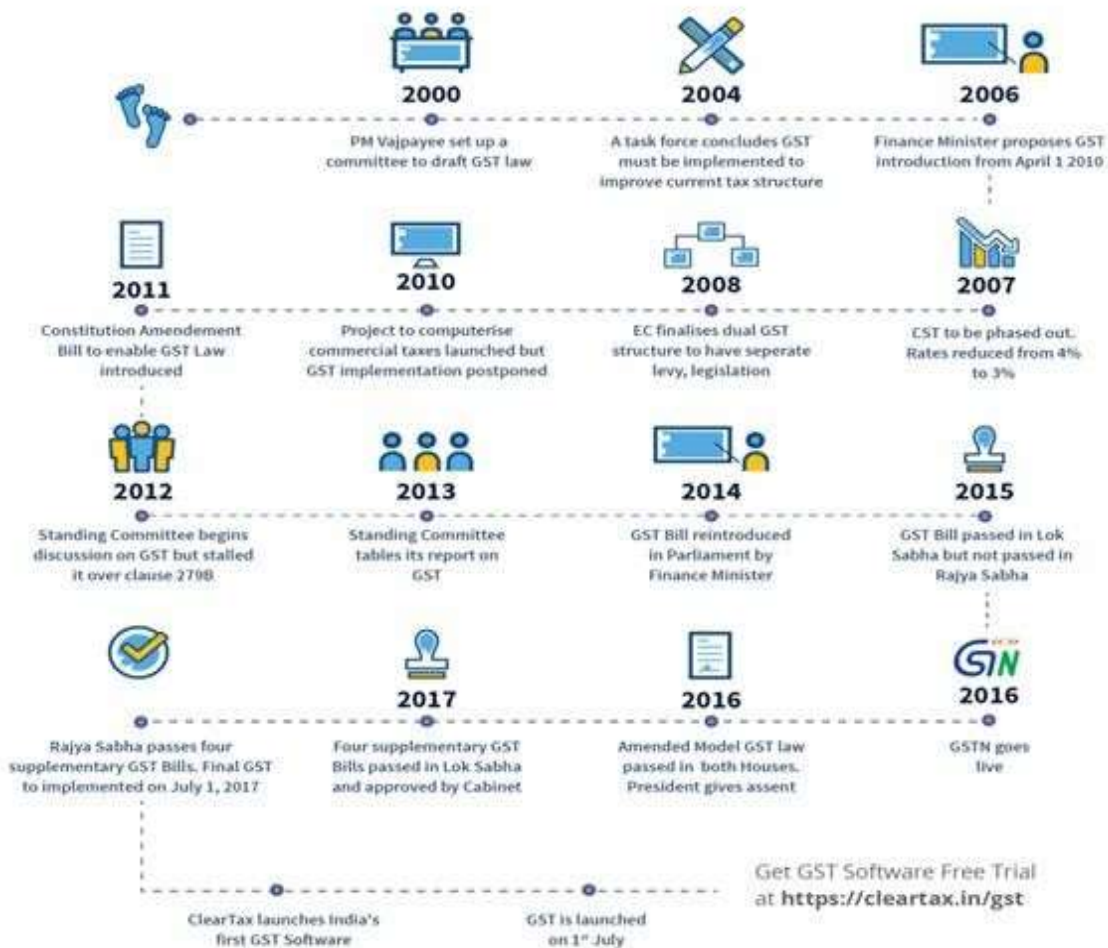 2000
PM Vajpayee set up a
committee to draft GST law
2004
A task force concludes GST
must be implemented to
improve current tax structure
2006
Finance Minister proposes GST
introduction from April 1 2010
2007
CST to be phased out.
Rates reduced from 4%
to 3%
2008
EC finalises dual GST
structure to have seperate
levy, legislation
2010
Project to computerise
commercial taxes launched but
GST implementation postponed
2011
Constitution Amendement
Bill to enable GST Law
introduced
2012
Standing Committee begins
discussion on GST but stalled
it over clause 279B
2013
Standing Committee
tables its report on
GST
2014
GST Bill reintroduced
in Parliament by
Finance Minister
2015
GST Bill passed in Lok
Sabha but not passed in
Rajya Sabha
GSTN
2016
GSTN goes
live
2016
Amended Model GST law
passed in both Houses.
President gives assent
2017
Four supplementary GST
Bills passed in Lok Sabha
and approved by Cabinet
Rajya Sabha passes four
supplementary GST Bills. Final GST
to implemented on July 1, 2017
ClearTax launches India's
first GST Software
GST is launched
on 1st July
Get GST Software Free Trial
at https://cleartax.in/gst